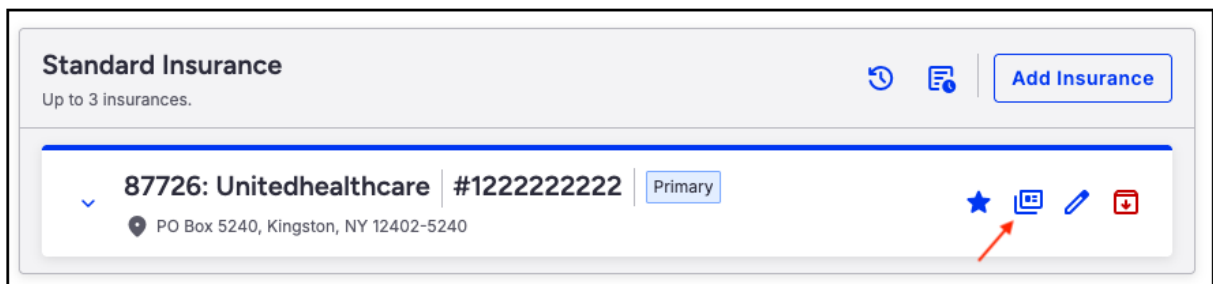 Standard Insurance
Up to 3 insurances.
Add Insurance
87726: Unitedhealthcare #1222222222 Primary
PO Box 5240, Kingston, NY 12402-5240